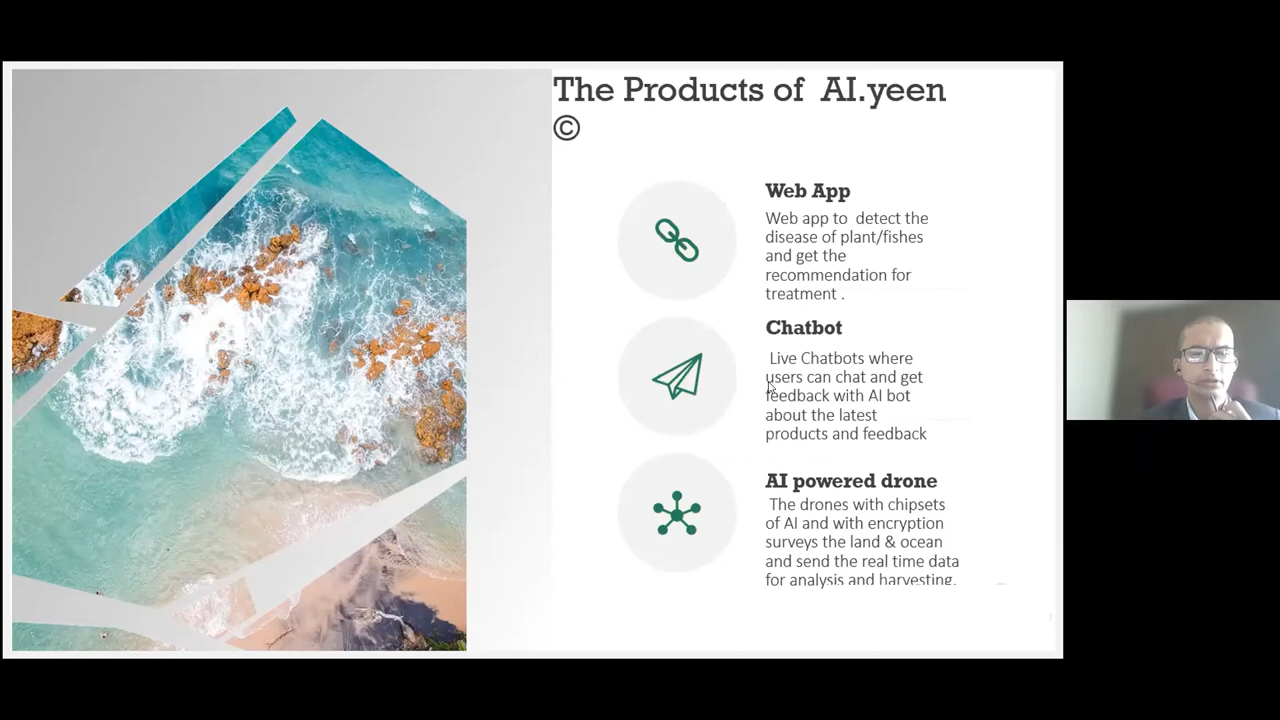 The Products of AI.yeen
©
Web App
Web app to detect the
disease of plant/fishes
and get the
recommendation for
treatment .
Chatbot
Live Chatbots where
users can chat and get
feedback with AI bot
about the latest
products and feedback
AI powered drone
The drones with chipsets
of AI and with encryption
surveys the land & ocean
and send the real time data
for analysis and harvesting.